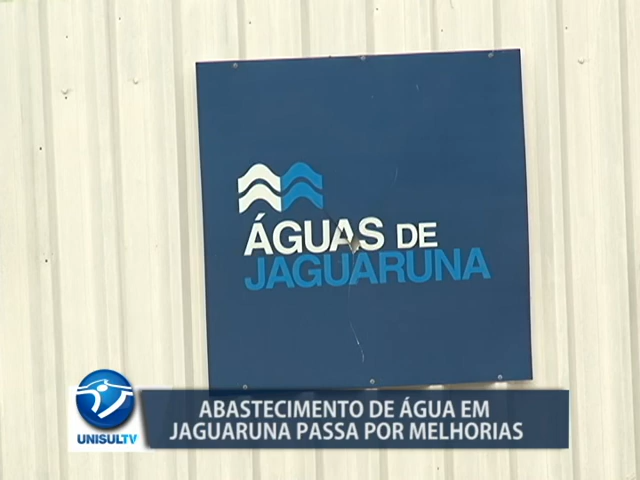 ÁGUAS DE
JAGUARUNA
ABASTECIMENTO DE ÁGUA EM
JAGUARUNA PASSA POR MELHORIAS
UNISULTV